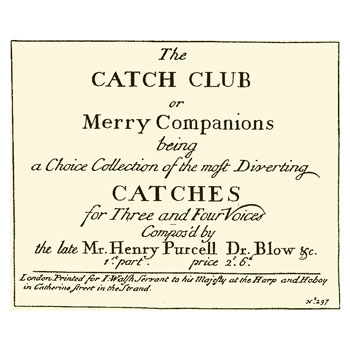 The
CATCH CLUB
or
Merry Companions
being
a Choice Collection of the most Diverting
CATCHES
for Three and Four Voices
Compos'd by
the late Mr. Henry Purcell Dr. Blow &c.
1st. part. price 2s. 6d.
London. Printed for I. Walsh Servant to his Majesty at the Harp and Hoboy
in Catherine street in the Strand.
No. 297